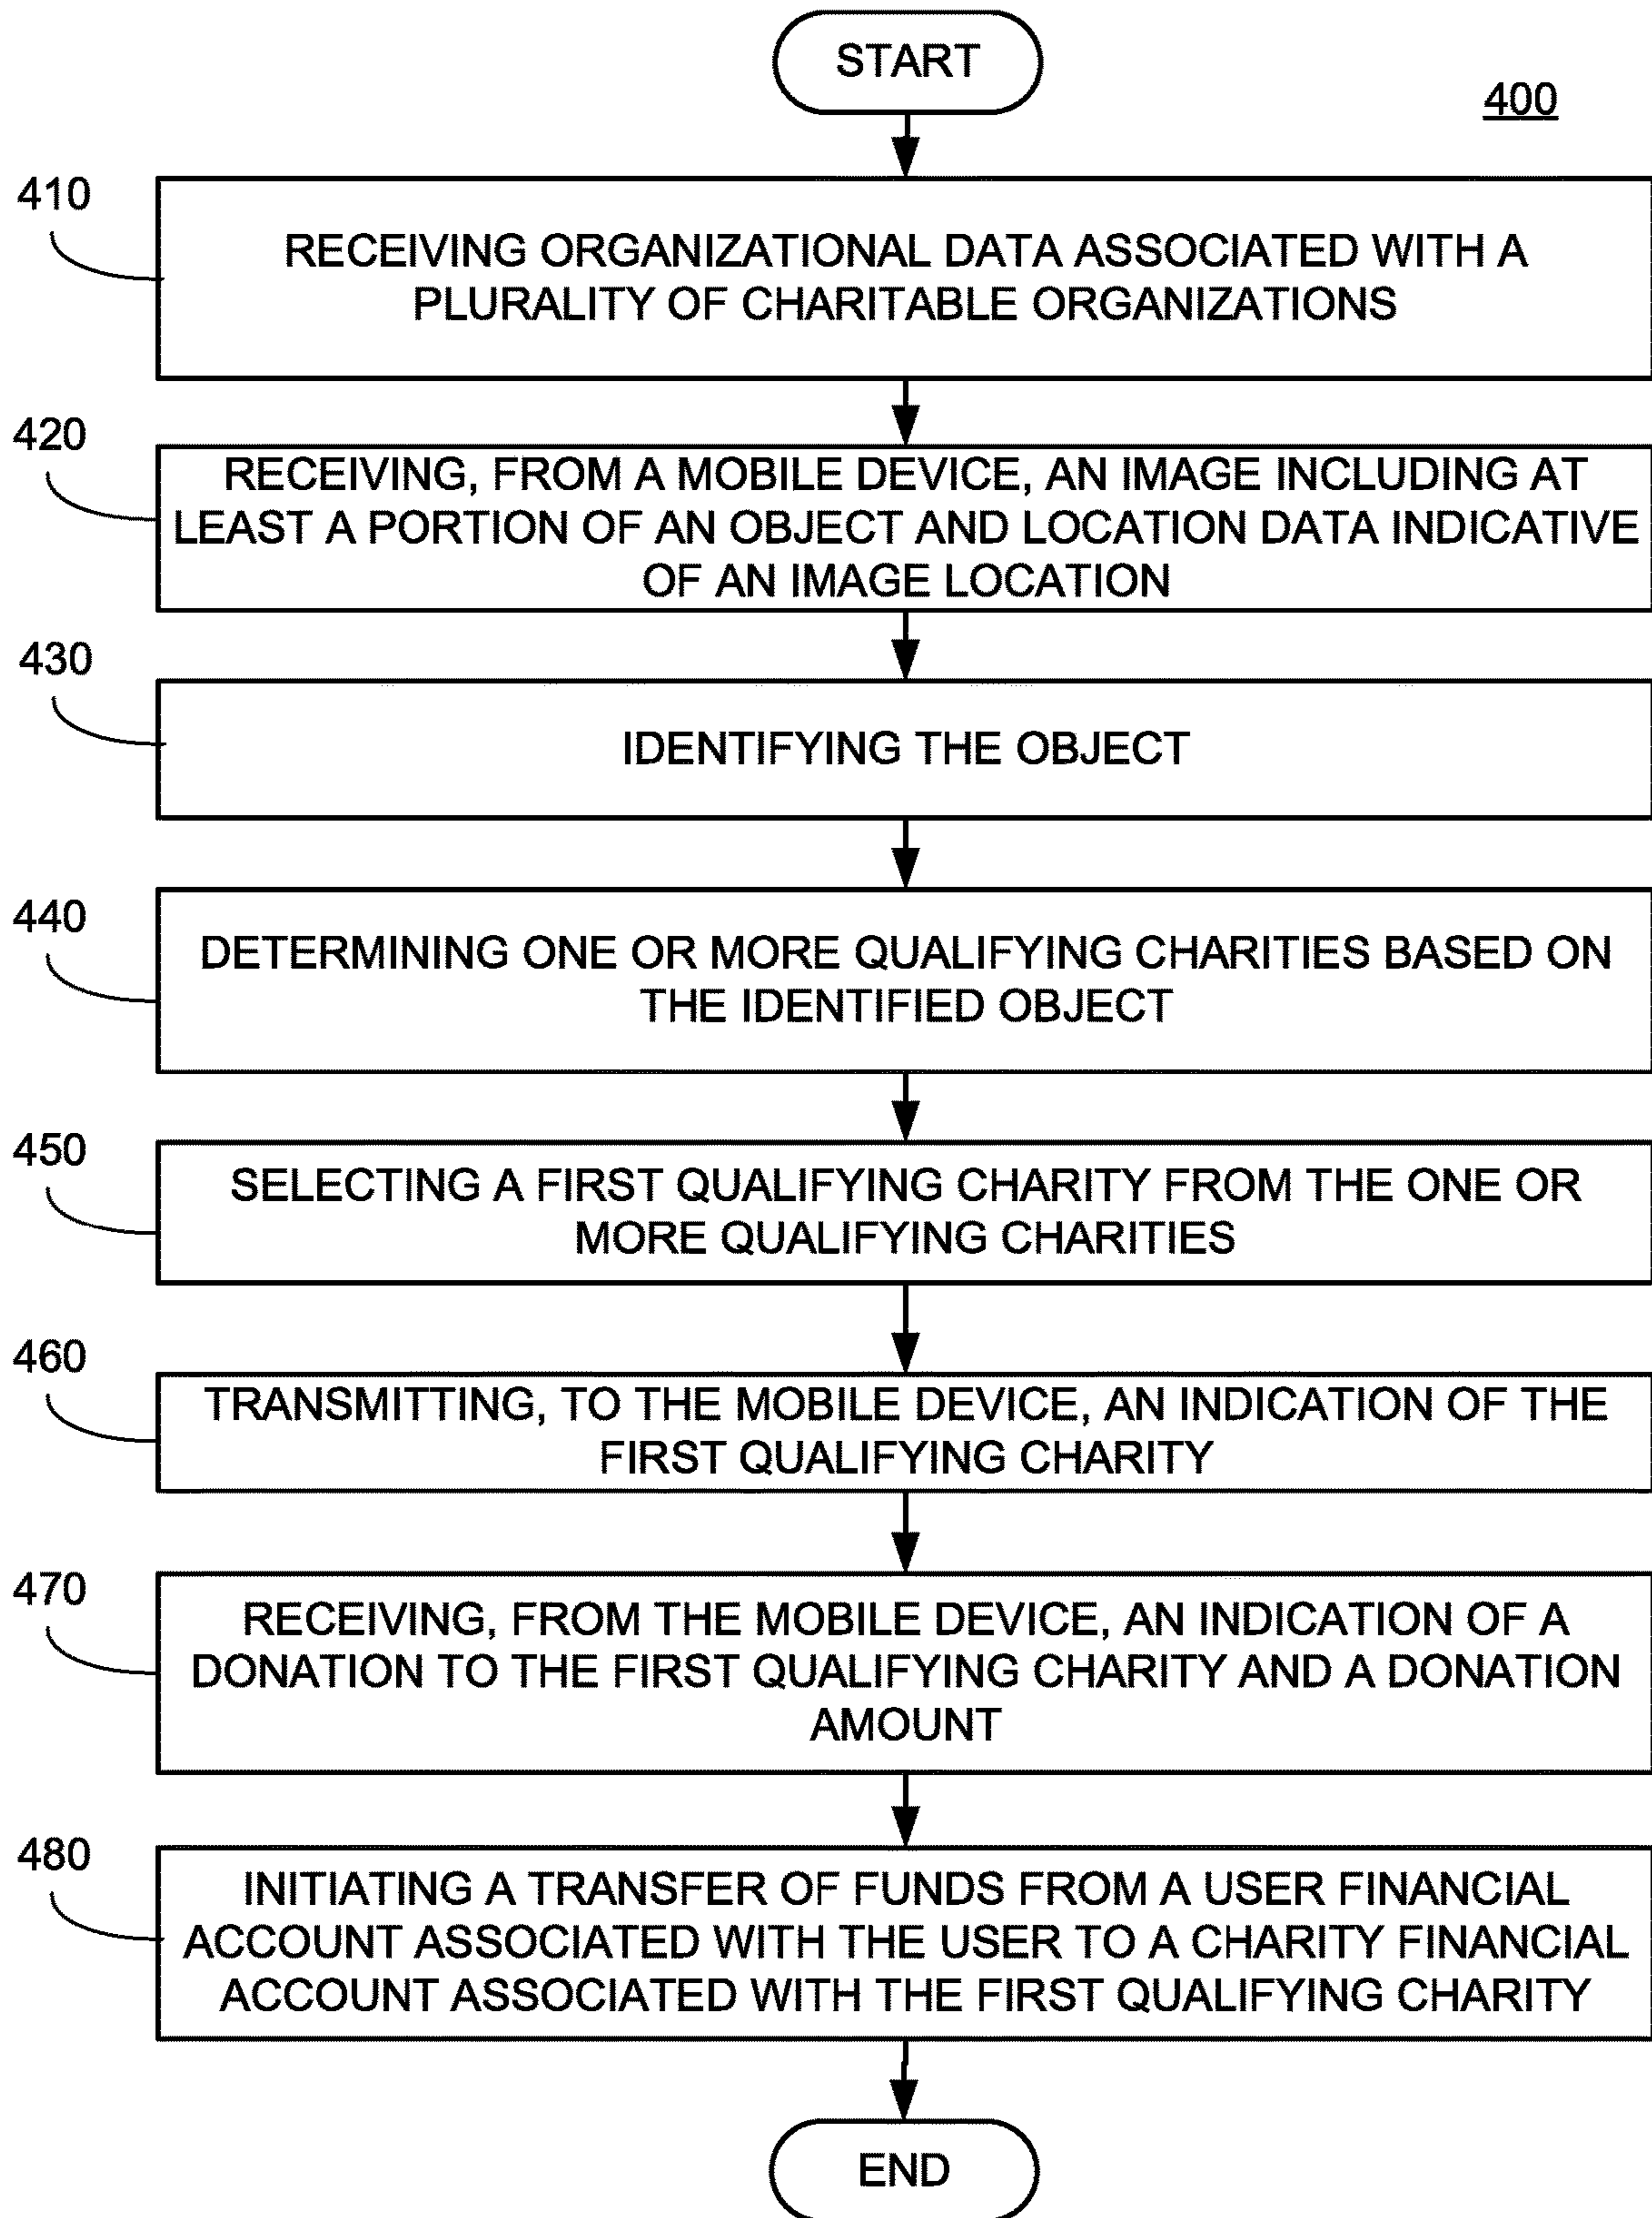 START
400
410
RECEIVING ORGANIZATIONAL DATA ASSOCIATED WITH A
PLURALITY OF CHARITABLE ORGANIZATIONS
420
RECEIVING, FROM A MOBILE DEVICE, AN IMAGE INCLUDING AT
LEAST A PORTION OF AN OBJECT AND LOCATION DATA INDICATIVE
OF AN IMAGE LOCATION
430
IDENTIFYING THE OBJECT
440
DETERMINING ONE OR MORE QUALIFYING CHARITIES BASED ON
THE IDENTIFIED OBJECT
450
SELECTING A FIRST QUALIFYING CHARITY FROM THE ONE OR
MORE QUALIFYING CHARITIES
460
TRANSMITTING, TO THE MOBILE DEVICE, AN INDICATION OF THE
FIRST QUALIFYING CHARITY
470
RECEIVING, FROM THE MOBILE DEVICE, AN INDICATION OF A
DONATION TO THE FIRST QUALIFYING CHARITY AND A DONATION
AMOUNT
480
INITIATING A TRANSFER OF FUNDS FROM A USER FINANCIAL
ACCOUNT ASSOCIATED WITH THE USER TO A CHARITY FINANCIAL
ACCOUNT ASSOCIATED WITH THE FIRST QUALIFYING CHARITY
END